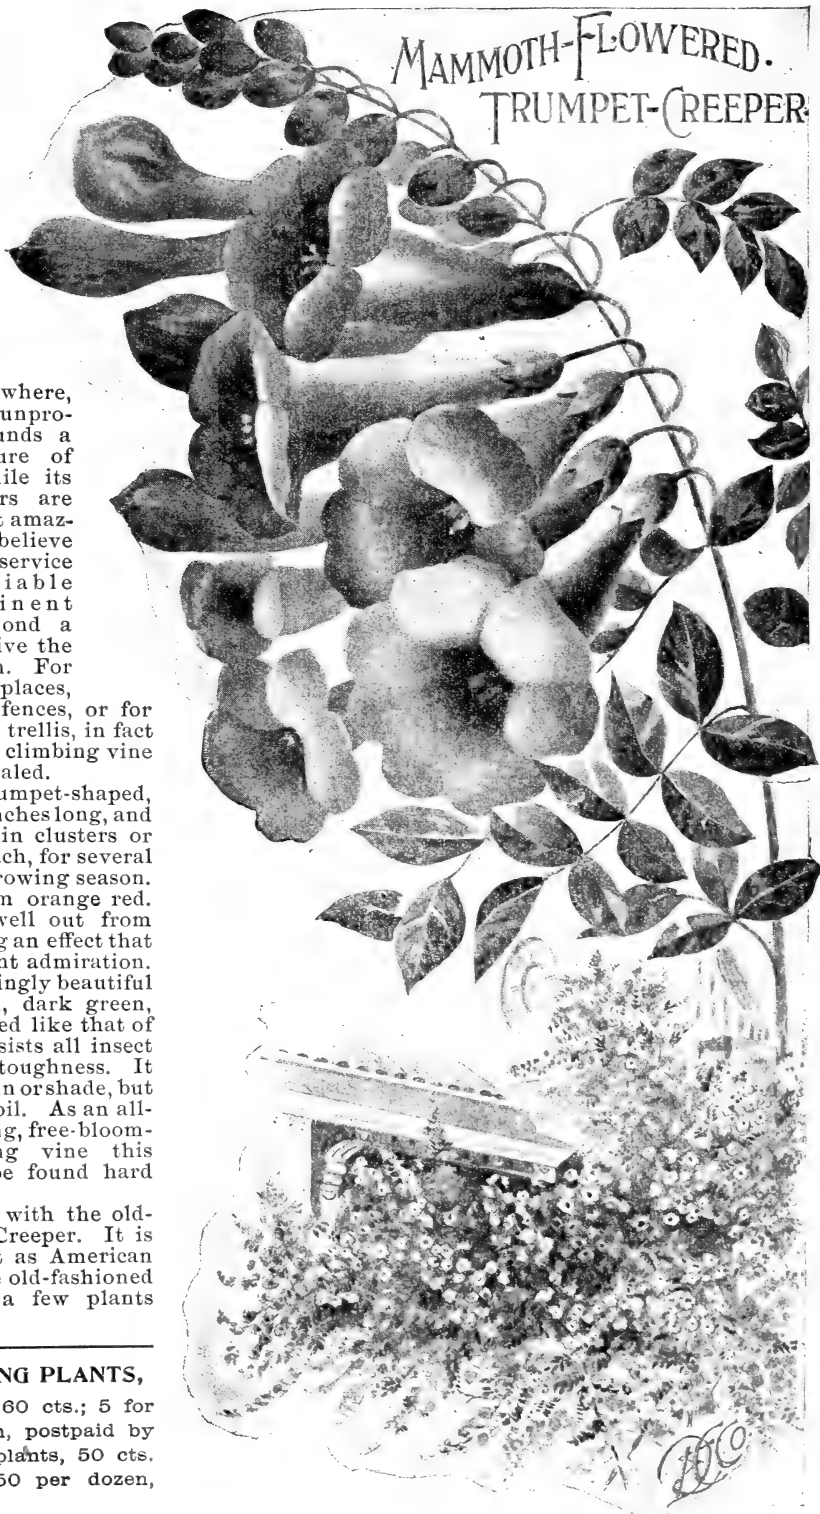 MAMMOTH-FLOWERED.
TRUMPET-CREEPER.
where,
unpro-
unds a
ure of
ile its
rs are
t amaz-
believe
service
iable
inent
ond a
ive the
n. For
places,
fences, or for
trellis, in fact
climbing vine
aled.
umpet-shaped,
nches long, and
in clusters or
ch, for several
rowing season.
n orange red.
well out from
g an effect that
nt admiration.
ingly beautiful
, dark green,
ed like that of
sists all insect
toughness. It
n or shade, but
oil. As an all-
ng, free-bloom-
ng vine this
be found hard
with the old-
Creeper. It is
t as American
e old-fashioned
a few plants
NG PLANTS,
60 cts.; 5 for
n, postpaid by
plants, 50 cts.
50 per dozen,